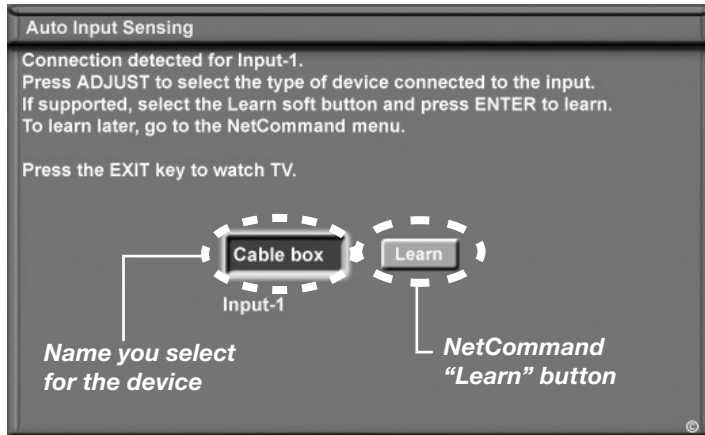 Auto Input Sensing
Connection detected for Input-1.
Press ADJUST to select the type of device connected to the input.
If supported, select the Learn soft button and press ENTER to learn.
To learn later, go to the NetCommand menu.
Press the EXIT key to watch TV.
Cable box
Learn
Input-1
Name you select
for the device
NetCommand
“Learn” button
©